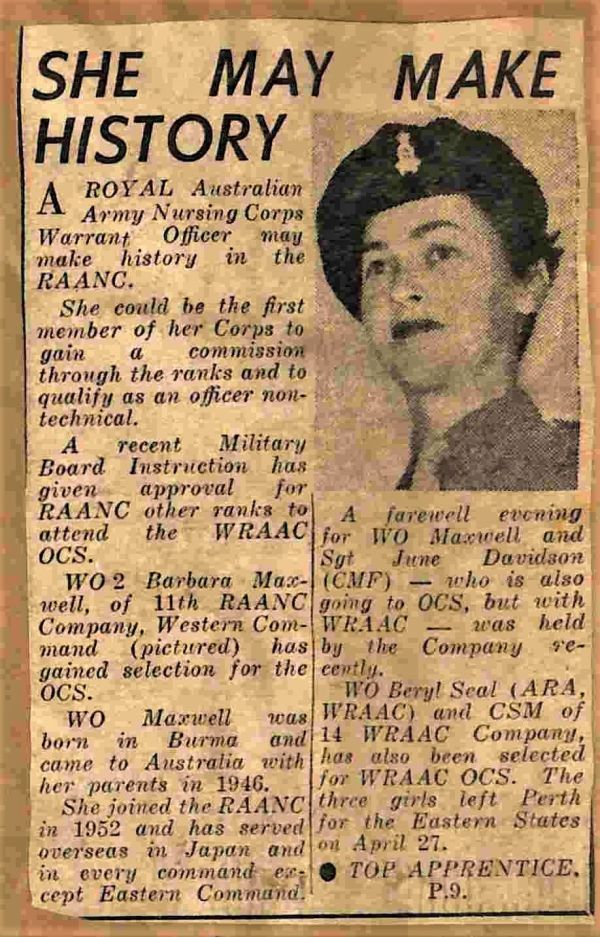 SHE MAY MAKE
HISTORY
A ROYAL Australian
Army Nursing Corps
Warrant Officer may
make history in the
RAANC.
She could be the first
member of her Corps to
gain a commission
through the ranks and to
qualify as an officer non-
technical.
A recent Military
Board Instruction has
given approval for
RAANC other ranks to
attend the WRAAC
OCS.
WO 2 Barbara Max-
well, of 11th RAANC
Company, Western Com-
mand (pictured) has
gained selection for the
OCS.
WO Maxwell was
born in Burma and
came to Australia with
her parents in 1946.
She joined the RAANC
in 1952 and has served
overseas in Japan and
in every command ex-
cept Eastern Command.
A farewell evening
for WO Maxwell and
Sgt June Davidson
(CMF) — who is also
going to OCS, but with
WRAAC — was held
by the Company re-
cently.
WO Beryl Seal (ARA,
WRAAC) and CSM of
14 WRAAC Company,
has also been selected
for WRAAC OCS. The
three girls left Perth
for the Eastern States
on April 27.
● TOP APPRENTICE,
P.9.